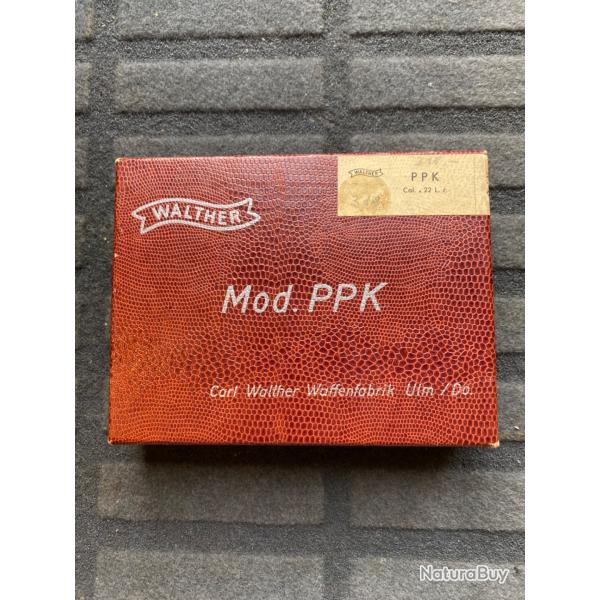 WALTHER
WALTHER
PPK
Cal. .22 L. r.
Mod. PPK
Carl Walther Waffenfabrik Ulm / Do.
NaturaBuy